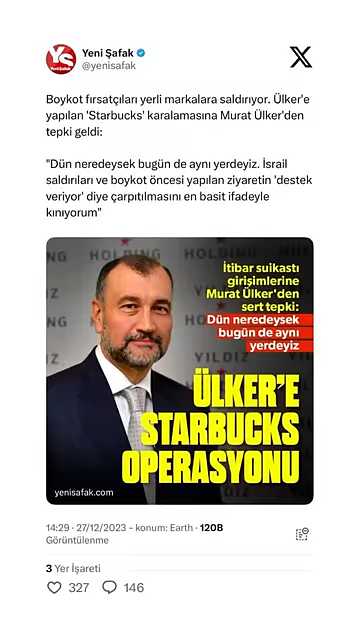 Yeni Şafak
@yenisafak
X
Boykot fırsatçıları yerli markalara saldırıyor. Ülker'e
yapılan 'Starbucks' karalamasına Murat Ülker'den
tepki geldi:
"Dün neredeysek bugün de aynı yerdeyiz. İsrail
saldırıları ve boykot öncesi yapılan ziyaretin 'destek
veriyor' diye çarpıtılmasını en basit ifadeyle
kınıyorum"
HOLDING
HOLDING
İtibar suikastı
girişimlerine
Murat Ülker'den
sert tepki:
Dün neredeysek
bugün de aynı
yerdeyiz
YILDIZ
ÜLKER'E
STARBUCKS
OPERASYONU
yenisafak.com
14:29 · 27/12/2023 - konum: Earth · 120B
Görüntülenme
3 Yer İşareti
327 146